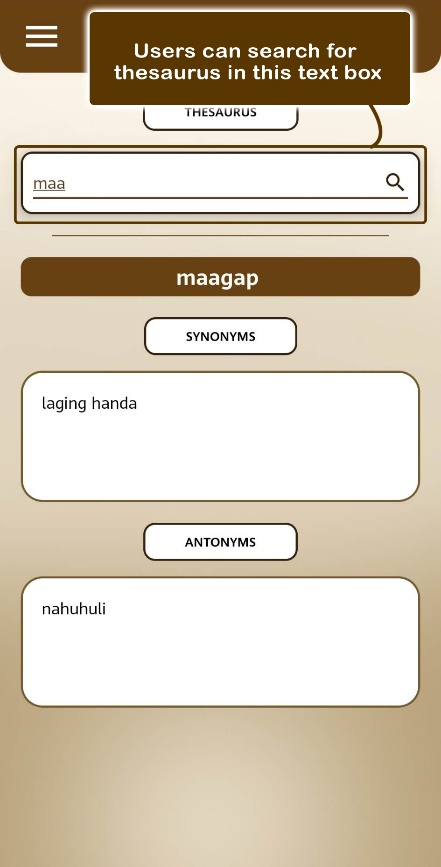 Users can search for
thesaurus in this text box
THESAURUS
maa
maagap
SYNONYMS
laging handa
ANTONYMS
nahuhuli